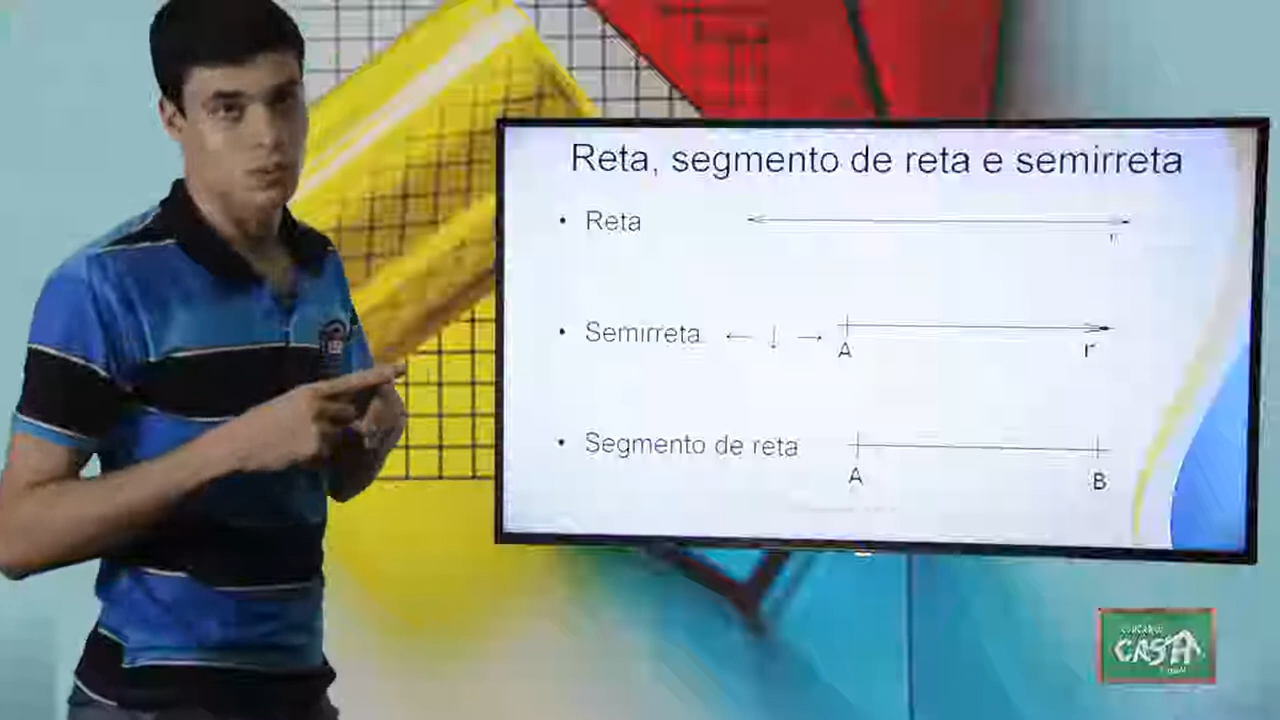 Reta, segmento de reta e semirreta
• Reta
r
• Semirreta ← ↓ →
A r
• Segmento de reta
A B
CASA